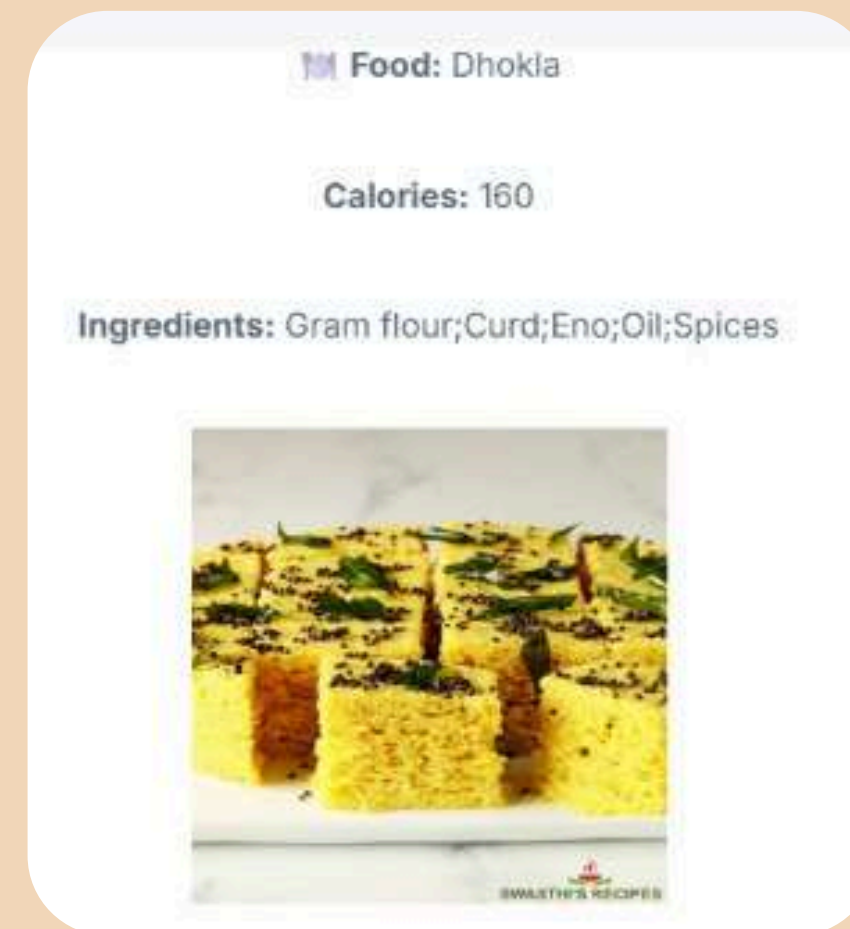 🍽 Food: Dhokla
Calories: 160
Ingredients: Gram flour;Curd;Eno;Oil;Spices
SWASTHI'S RECIPES